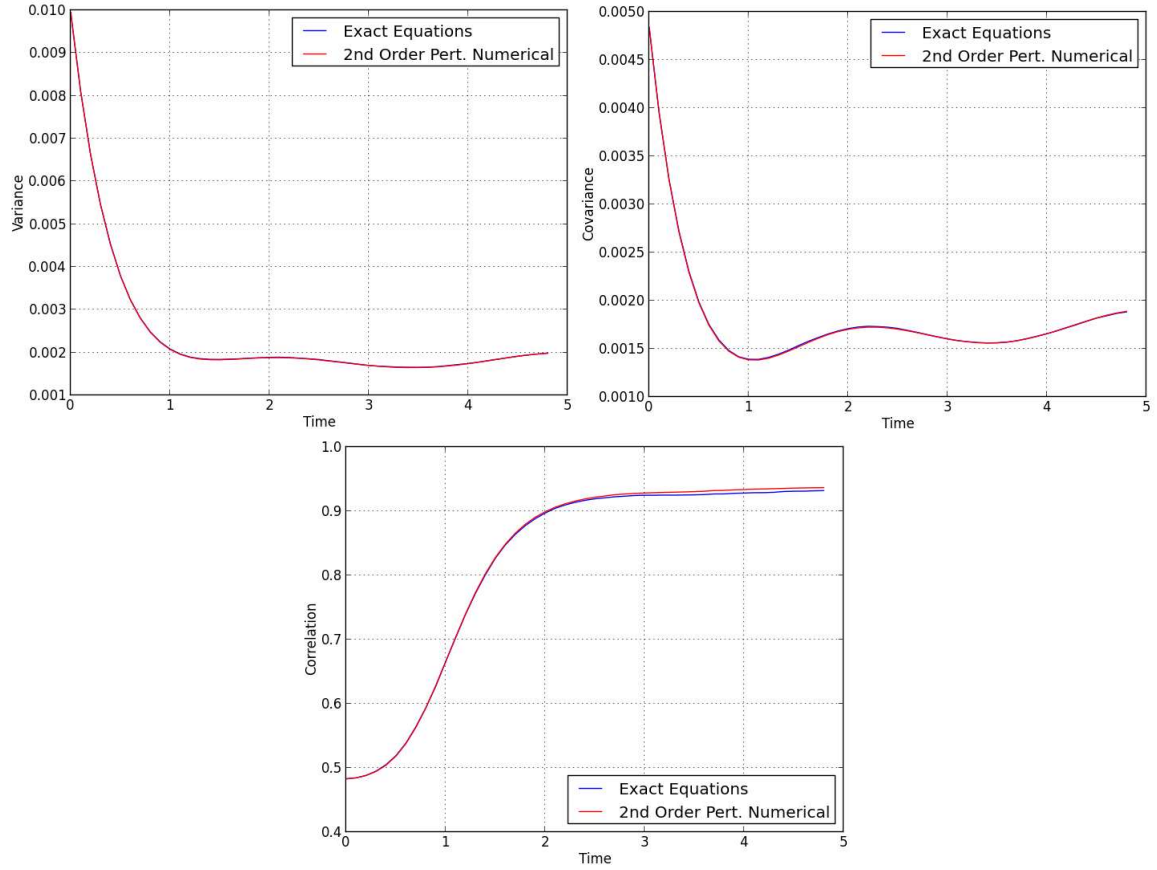 0.010
0.009
0.008
0.007
0.006
0.005
0.004
0.003
0.002
0.001
Variance
0 1 2 3 4 5
Time
Exact Equations
2nd Order Pert. Numerical
0.0050
0.0045
0.0040
0.0035
0.0030
0.0025
0.0020
0.0015
0.0010
Covariance
0 1 2 3 4 5
Time
Exact Equations
2nd Order Pert. Numerical
1.0
0.9
0.8
0.7
0.6
0.5
0.4
Correlation
0 1 2 3 4 5
Time
Exact Equations
2nd Order Pert. Numerical